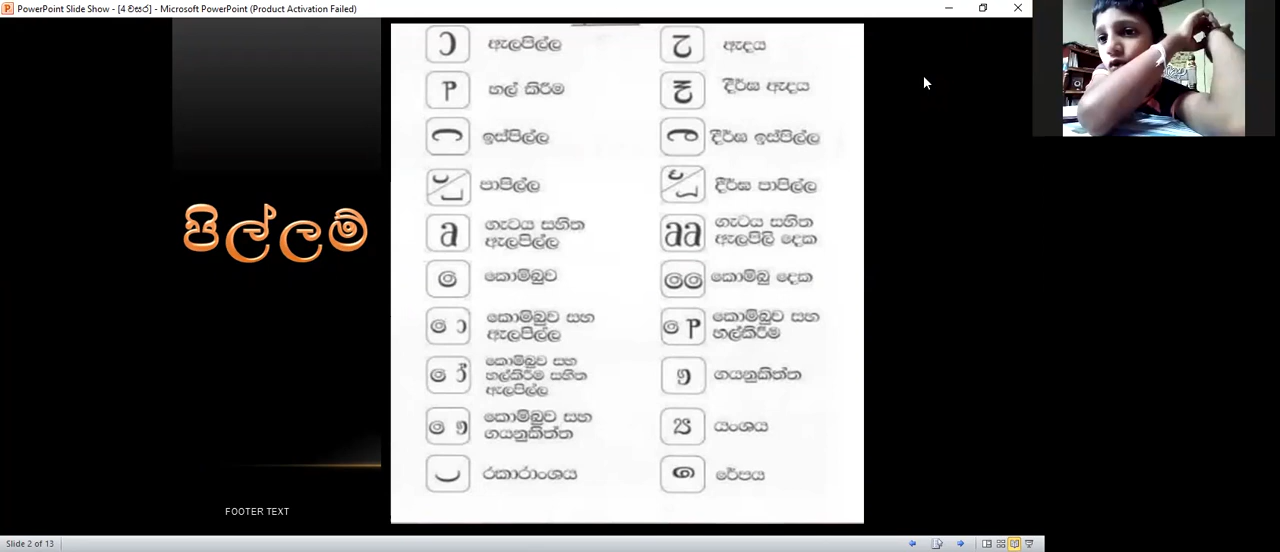 PowerPoint Slide Show - [4 වසර] - Microsoft PowerPoint (Product Activation Failed)
පිල්ලම්
ඇලපිල්ල
ඇදය
හල් කිරීම
දීර්ඝ ඇදය
ඉස්පිල්ල
දීර්ඝ ඉස්පිල්ල
පාපිල්ල
දීර්ඝ පාපිල්ල
ගැටය සහිත
ඇලපිල්ල
ගැටය සහිත
ඇලපිලි දෙක
කොම්බුව
කොම්බු දෙක
කොම්බුව සහ
ඇලපිල්ල
කොම්බුව සහ
හල්කිරීම
කොම්බුව සහ
හල්කිරීම සහිත
ඇලපිල්ල
ගයනුකිත්ත
කොම්බුව සහ
ගයනුකිත්ත
යංශය
රකාරාංශය
රේපය
FOOTER TEXT
Slide 2 of 13